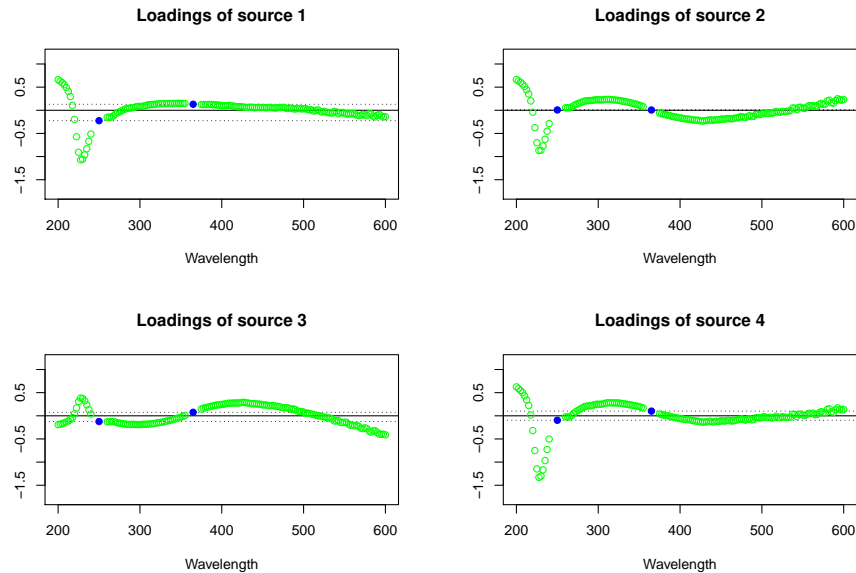 Loadings of source 1
0.5
−0.5
−1.5
200 300 400 500 600
Wavelength
Loadings of source 2
0.5
−0.5
−1.5
200 300 400 500 600
Wavelength
Loadings of source 3
0.5
−0.5
−1.5
200 300 400 500 600
Wavelength
Loadings of source 4
0.5
−0.5
−1.5
200 300 400 500 600
Wavelength